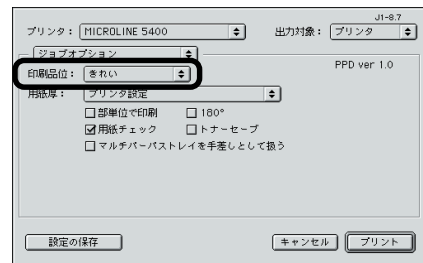 J1-8.7
プリンタ： MICROLINE 5400 出力対象： プリンタ
ジョブオプション
印刷品位： きれい PPD ver 1.0
用紙厚： プリンタ設定
部単位で印刷 180°
用紙チェック トナーセーブ
マルチパーパストレイを手差しとして扱う
設定の保存 キャンセル プリント